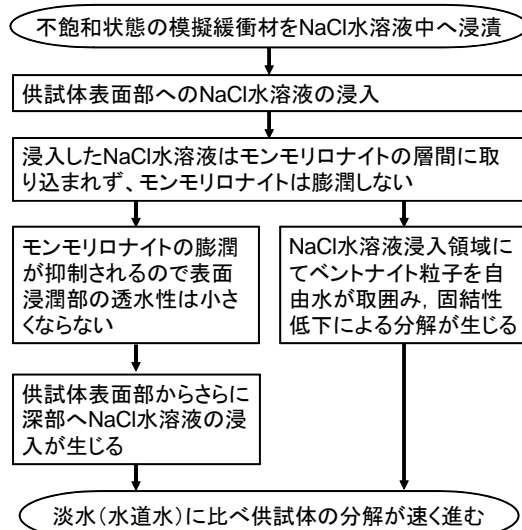 不飽和状態の模擬緩衝材をNaCl水溶液中へ浸漬
供試体表面部へのNaCl水溶液の浸入
浸入したNaCl水溶液はモンモリロナイトの層間に取
り込まれず、モンモリロナイトは膨潤しない
モンモリロナイトの膨潤
が抑制されるので表面
浸潤部の透水性は小さ
くならない
NaCl水溶液浸入領域に
てベントナイト粒子を自
由水が取囲み，固結性
低下による分解が生じる
供試体表面部からさらに
深部へNaCl水溶液の浸
入が生じる
淡水（水道水）に比べ供試体の分解が速く進む